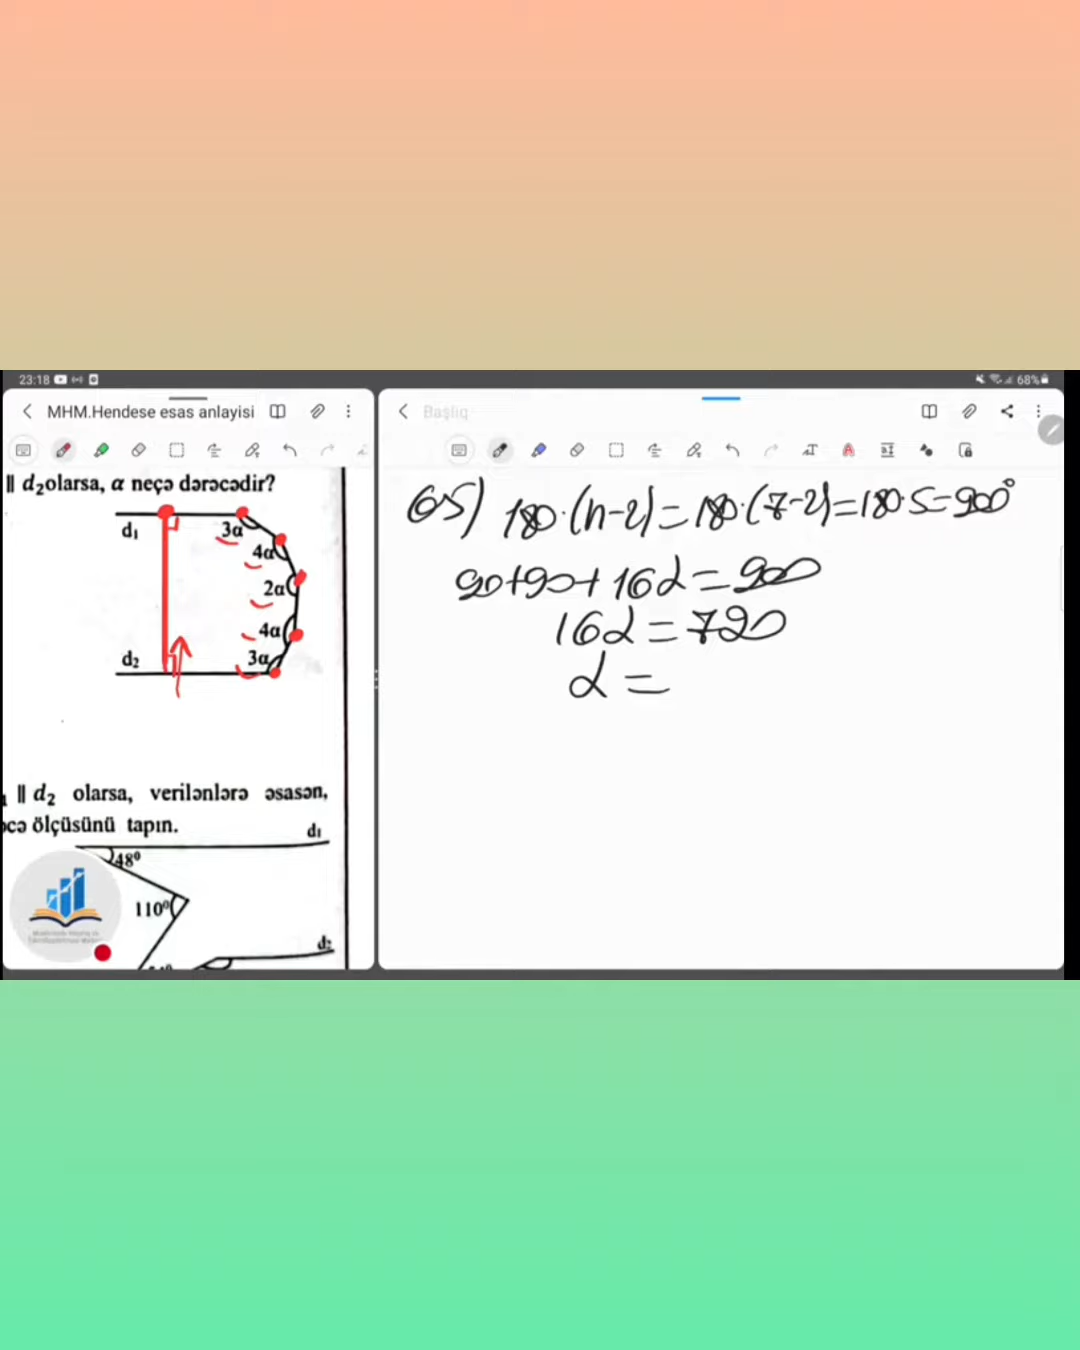 23:18
68%
MHM.Hendese esas anlayisi
Başlıq
|| d₂olarsa, α neçə dərəcədir?
d₁
3α
4α
2α
4α
d₂
3α
|| d₂ olarsa, verilənlərə əsasən,
ölçüsünü tapın.
d₁
48⁰
110⁰
d₂
65) 180·(n-2)=180·(7-2)=180·5=900°
90+90+16α=900
16α=720
α=